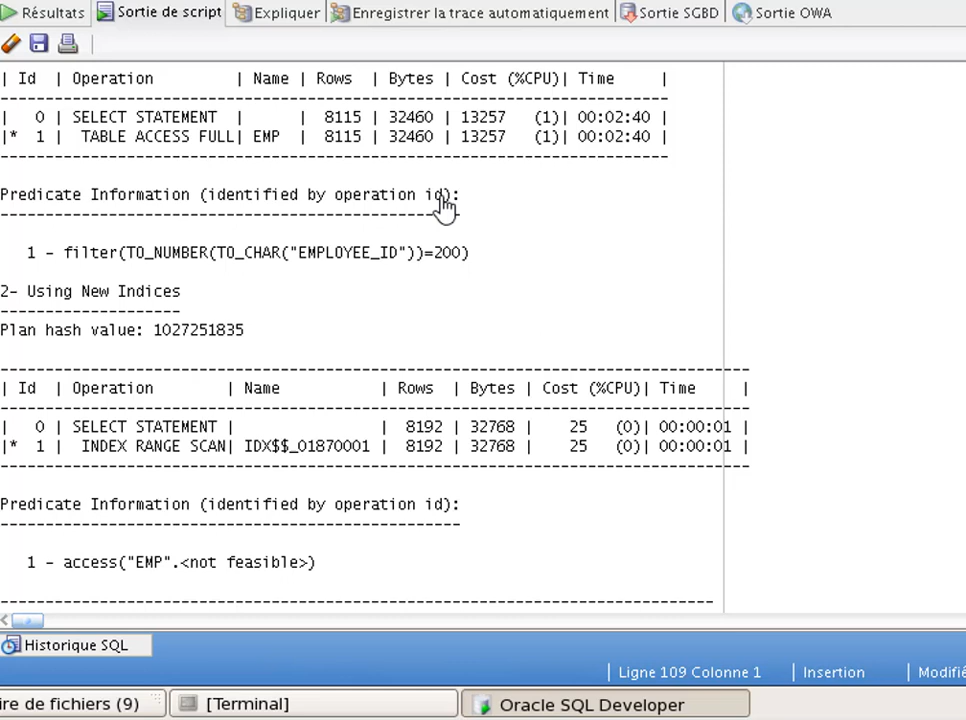 Résultats Sortie de script Expliquer Enregistrer la trace automatiquement Sortie SGBD Sortie OWA
| Id  | Operation         | Name | Rows  | Bytes | Cost (%CPU)| Time     |
--------------------------------------------------------------------------
|   0 | SELECT STATEMENT  |      |  8115 | 32460 | 13257   (1)| 00:02:40 |
|*  1 |  TABLE ACCESS FULL| EMP  |  8115 | 32460 | 13257   (1)| 00:02:40 |
--------------------------------------------------------------------------
Predicate Information (identified by operation id):
---------------------------------------------------
1 - filter(TO_NUMBER(TO_CHAR("EMPLOYEE_ID"))=200)
2- Using New Indices
--------------------
Plan hash value: 1027251835
-----------------------------------------------------------------------------------
| Id  | Operation        | Name           | Rows  | Bytes | Cost (%CPU)| Time     |
-----------------------------------------------------------------------------------
|   0 | SELECT STATEMENT |                |  8192 | 32768 |    25   (0)| 00:00:01 |
|*  1 |  INDEX RANGE SCAN| IDX$$_01870001 |  8192 | 32768 |    25   (0)| 00:00:01 |
-----------------------------------------------------------------------------------
Predicate Information (identified by operation id):
---------------------------------------------------
1 - access("EMP".<not feasible>)
-------------------------------------------------------------------------------
Historique SQL
Ligne 109 Colonne 1 | Insertion | Modifié
ire de fichiers (9) [Terminal] Oracle SQL Developer